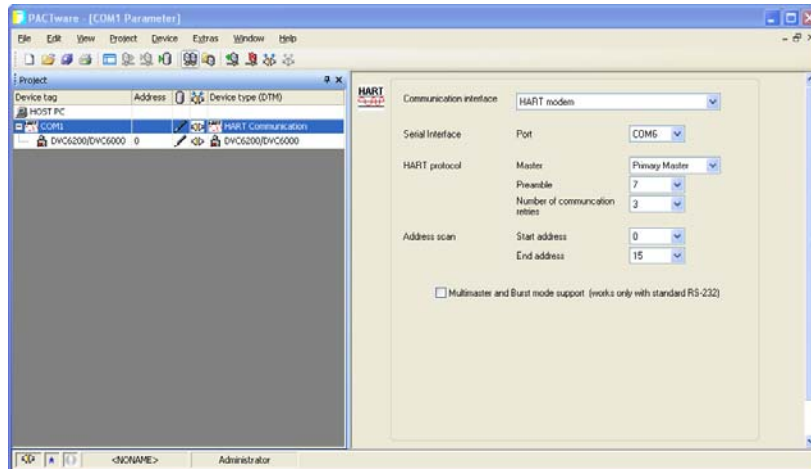 PACTware - [COM1 Parameter]
File Edit View Project Device Extras Window Help
Project
Device tag Address Device type (DTM)
HOST PC
COM1 HART Communication
DVC6200/DVC6000 0 DVC6200/DVC6000
HART
Communication interface HART modem
Serial Interface Port COM6
HART protocol Master Primary Master
Preamble 7
Number of communcation retries 3
Address scan Start address 0
End address 15
Multimaster and Burst mode support (works only with standard RS-232)
<NONAME> Administrator